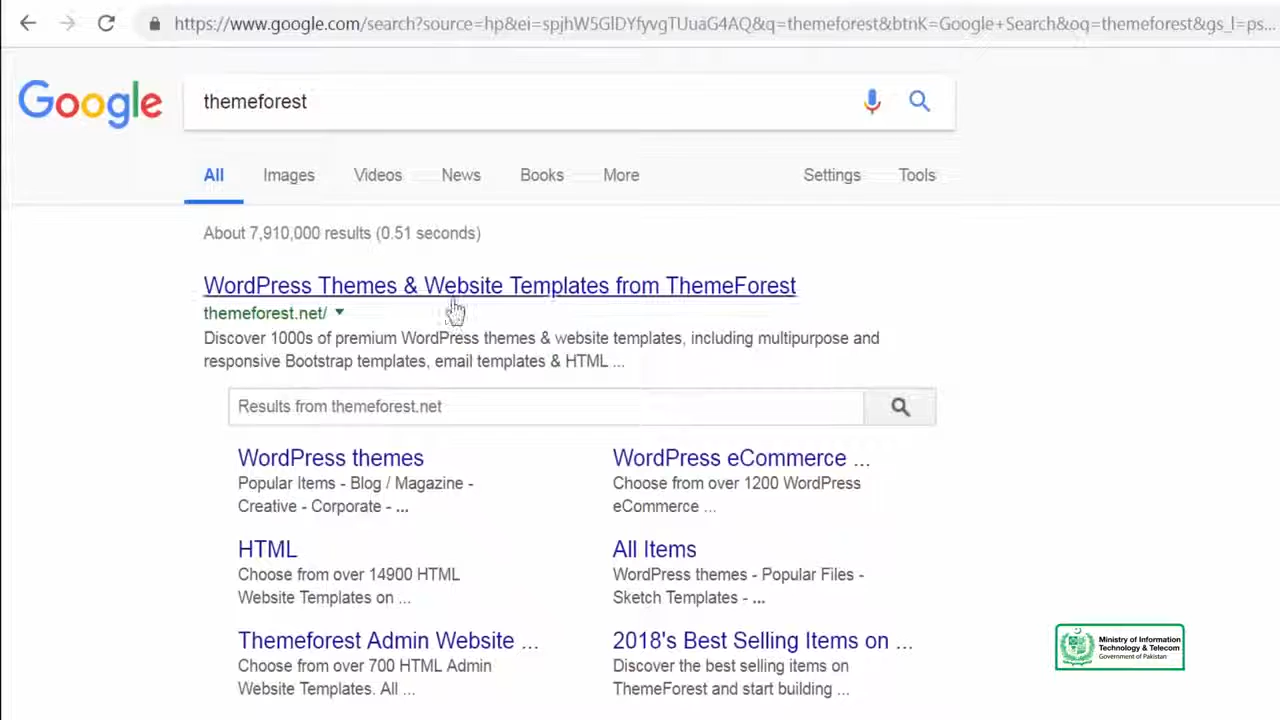 https://www.google.com/search?source=hp&ei=spjhW5GlDYfyvgTUuaG4AQ&q=themeforest&btnK=Google+Search&oq=themeforest&gs_l=ps...
Google
themeforest
All Images Videos News Books More Settings Tools
About 7,910,000 results (0.51 seconds)
WordPress Themes & Website Templates from ThemeForest
themeforest.net/
Discover 1000s of premium WordPress themes & website templates, including multipurpose and
responsive Bootstrap templates, email templates & HTML ...
Results from themeforest.net
WordPress themes
Popular Items - Blog / Magazine -
Creative - Corporate - ...
WordPress eCommerce ...
Choose from over 1200 WordPress
eCommerce ...
HTML
Choose from over 14900 HTML
Website Templates on ...
All Items
WordPress themes - Popular Files -
Sketch Templates - ...
Themeforest Admin Website ...
Choose from over 700 HTML Admin
Website Templates. All ...
2018's Best Selling Items on ...
Discover the best selling items on
ThemeForest and start building ...
Ministry of Information
Technology & Telecom
Government of Pakistan